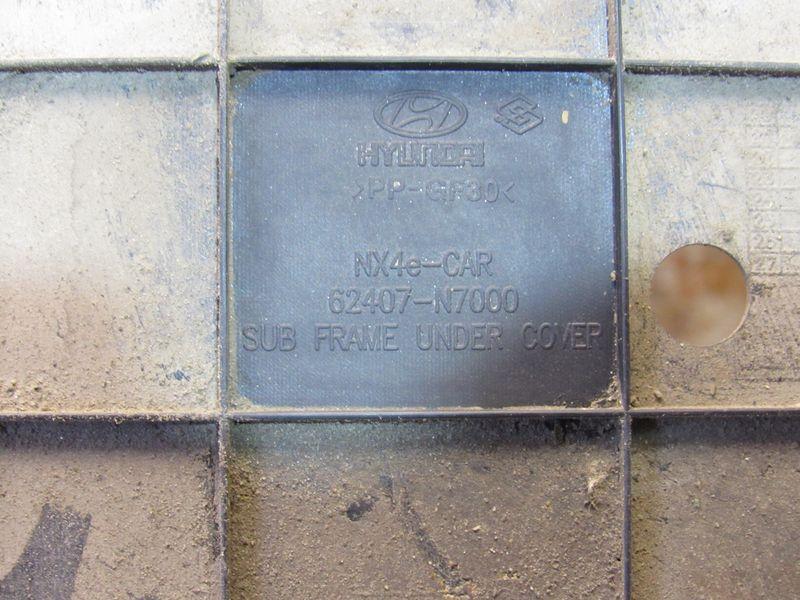 HYUNDAI
>PP-GF30<
NX4e-CAR
62407-N7000
SUB FRAME UNDER COVER